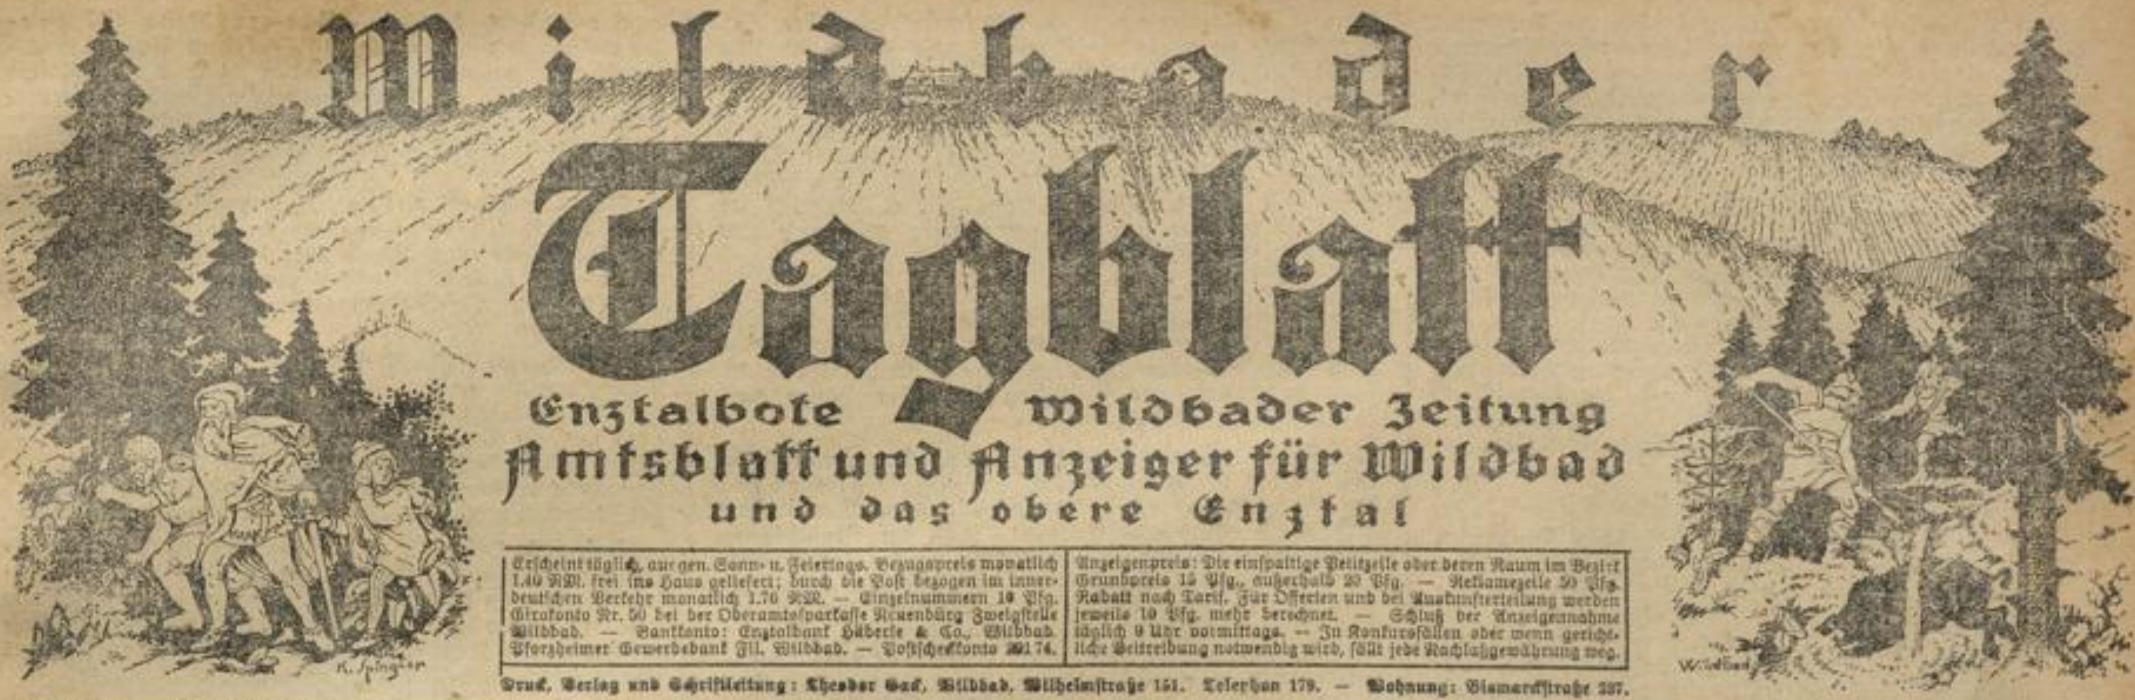 Wildbader
Tagblatt
Enztalbote Wildbader Zeitung
Amtsblatt und Anzeiger für Wildbad
und das obere Enztal
Erscheint täglich, ausgen. Sonn- u. Feiertags. Bezugspreis monatlich
1.40 RM. frei ins Haus geliefert; durch die Post bezogen im inner-
deutschen Verkehr monatlich 1.76 RM. — Einzelnummern 10 Pfg.
Girokonto Nr. 50 bei der Oberamtssparkasse Neuenbürg Zweigstelle
Wildbad. — Bankkonto: Enztalbank Häberle & Co., Wildbad.
Pforzheimer Gewerbebank Fil. Wildbad. — Postscheckkonto 29174.
Anzeigenpreis: Die einspaltige Petitzeile oder deren Raum im Bezirk
Grundpreis 15 Pfg., außerhalb 20 Pfg. — Reklamezeile 50 Pfg.
Rabatt nach Tarif. Für Offerten und bei Auskunfterteilung werden
jeweils 10 Pfg. mehr berechnet. — Schluß der Anzeigennahme
täglich 9 Uhr vormittags. — In Konkursfällen oder wenn gericht-
liche Beitreibung notwendig wird, fällt jede Nachlaßgewährung weg.
K. Spingler
Wildbad
Druck, Verlag und Schriftleitung: Theodor Gack, Wildbad, Wilhelmstraße 151. Telephon 179. — Wohnung: Bismarckstraße 237.